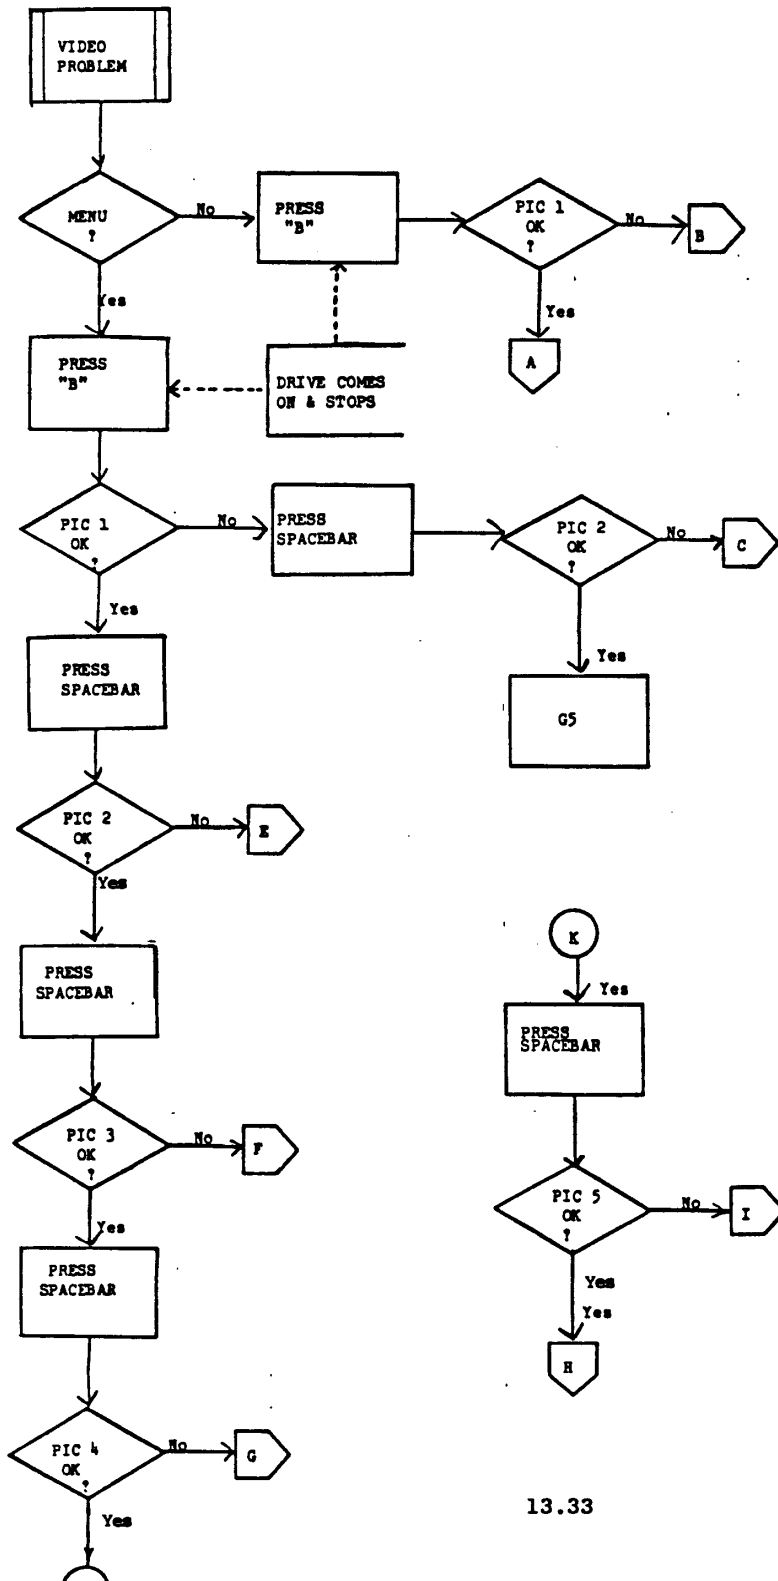 VIDEO
PROBLEM
MENU
?
No
PRESS
"B"
PIC 1
OK
?
No
B
Yes
A
Yes
PRESS
"B"
DRIVE COMES
ON & STOPS
PIC 1
OK
?
No
PRESS
SPACEBAR
PIC 2
OK
?
No
C
Yes
G5
Yes
PRESS
SPACEBAR
PIC 2
OK
?
No
E
Yes
PRESS
SPACEBAR
PIC 3
OK
?
No
F
Yes
PRESS
SPACEBAR
PIC 4
OK
?
No
G
Yes
K
Yes
PRESS
SPACEBAR
PIC 5
OK
?
No
I
Yes
Yes
H
13.33